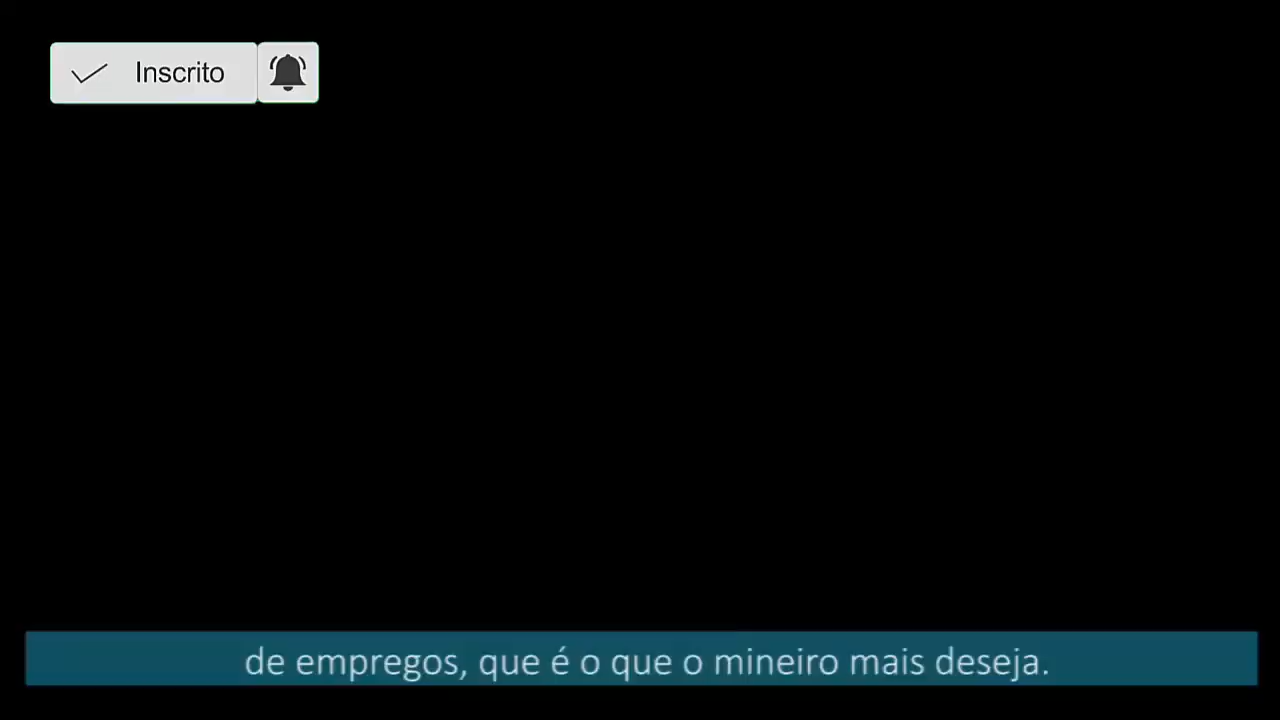 Inscrito
de empregos, que é o que o mineiro mais deseja.